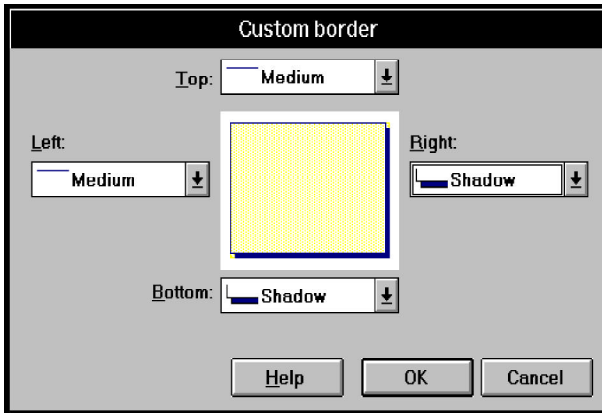 Custom border
Top: Medium
Left:
Medium
Right:
Shadow
Bottom: Shadow
Help OK Cancel